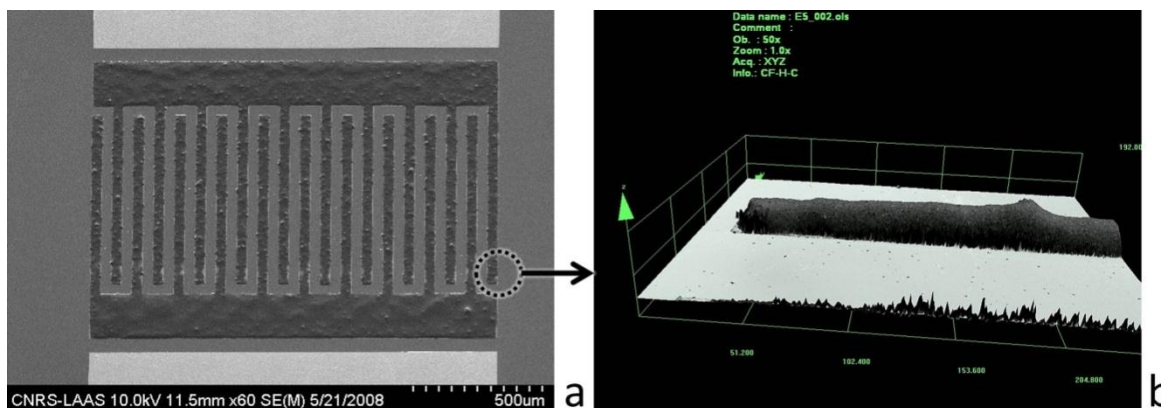 CNRS-LAAS 10.0kV 11.5mm x60 SE(M) 5/21/2008 500um
a
Data name : E5_002.ols
Comment :
Ob. : 50x
Zoom : 1.0x
Acq. : XYZ
Info.: CF-H-C
192.00
z
51.200
102.400
153.600
204.800
b